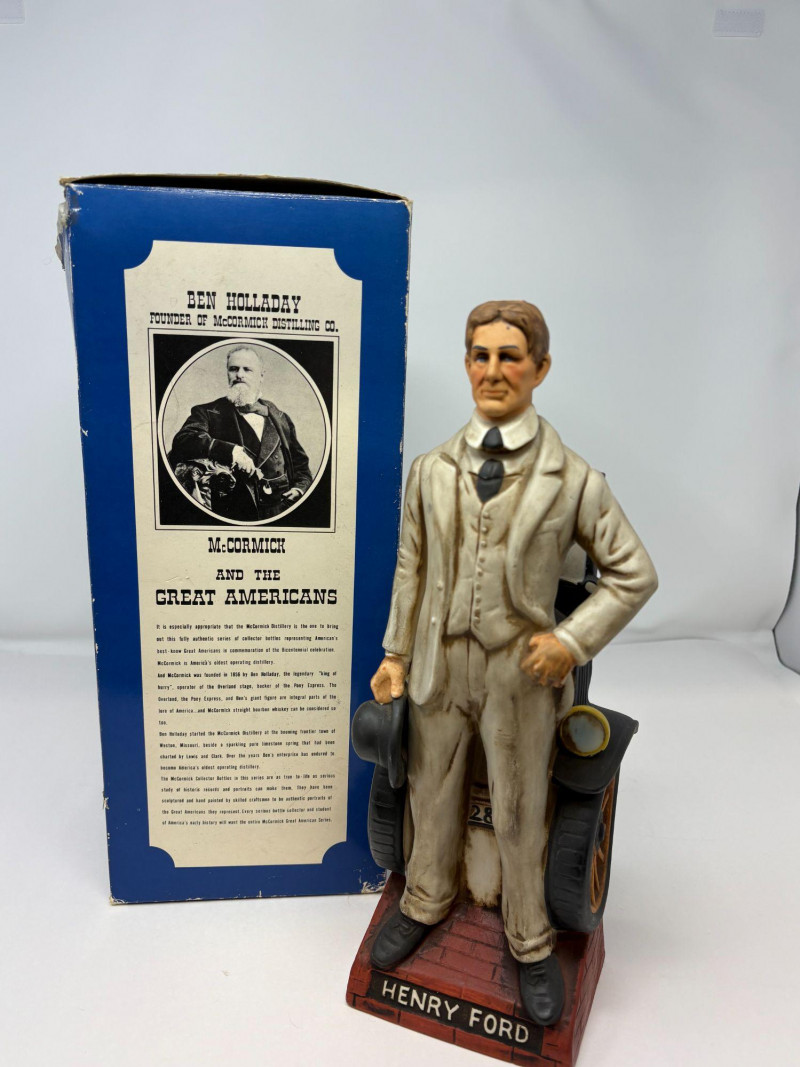 BEN HOLLADAY
FOUNDER OF McCORMICK DISTILLING CO.
McCORMICK
AND THE
GREAT AMERICANS
It is especially appropriate that the McCormick Distillery is the one to bring
out this fully authentic series of collector bottles representing American's
best-know Great Americans in commemoration of the Bicentennial celebration.
McCormick is America's oldest operating distillery.
And McCormick was founded in 1856 by Ben Holladay, the legendary "king of
hurry", operator of the Overland stage, backer of the Pony Express. The
Overland, the Pony Express, and Ben's giant figure are integral parts of the
lore of America...and McCormick straight bourbon whiskey can be considered so
too.
Ben Holladay started the McCormick Distillery at the booming frontier town of
Weston, Missouri, beside a sparkling pure limestone spring that had been
charted by Lewis and Clark. Over the years Ben's enterprise has endured to
become America's oldest operating distillery.
The McCormick Collector Bottles in this series are as true to life as serious
study of historic records and portraits can make them. They have been
sculptured and hand painted by skilled craftsmen to be authentic portraits of
the Great Americans they represent. Every serious bottle collector and student
of America's early history will want the entire McCormick Great American Series.
28
HENRY FORD